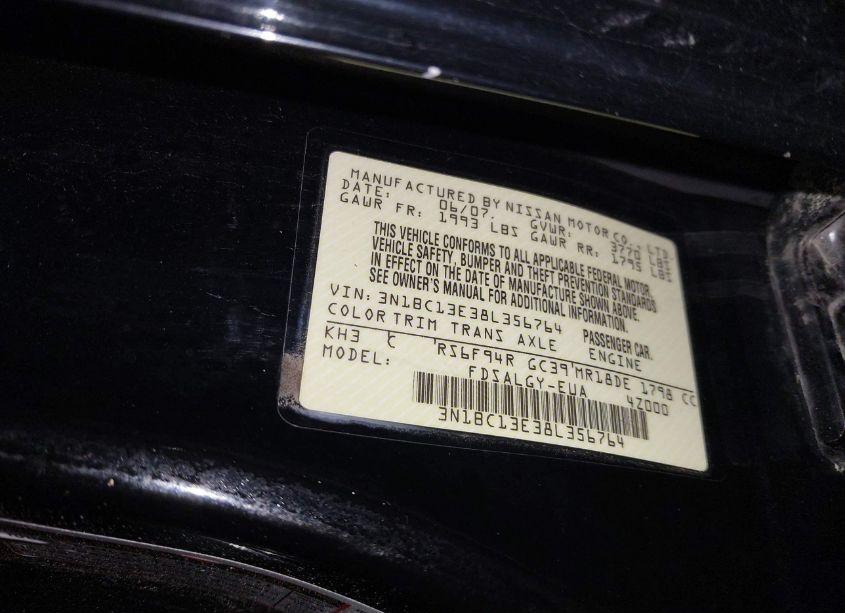 MANUFACTURED BY NISSAN MOTOR CO., LTD.
DATE: 06/07. GVWR: 3770 LBS
GAWR FR: 1993 LBS GAWR RR: 1795 LBS
THIS VEHICLE CONFORMS TO ALL APPLICABLE FEDERAL MOTOR
VEHICLE SAFETY, BUMPER AND THEFT PREVENTION STANDARDS
IN EFFECT ON THE DATE OF MANUFACTURE SHOWN ABOVE.
SEE OWNER'S MANUAL FOR ADDITIONAL INFORMATION.
VIN: 3N1BC13E38L356764 PASSENGER CAR.
COLOR TRIM TRANS AXLE ENGINE
KH3 C RS6F94R GC39 MR18DE 1798 CC
MODEL: FDSALGY-EUA 4Z000
3N1BC13E38L356764